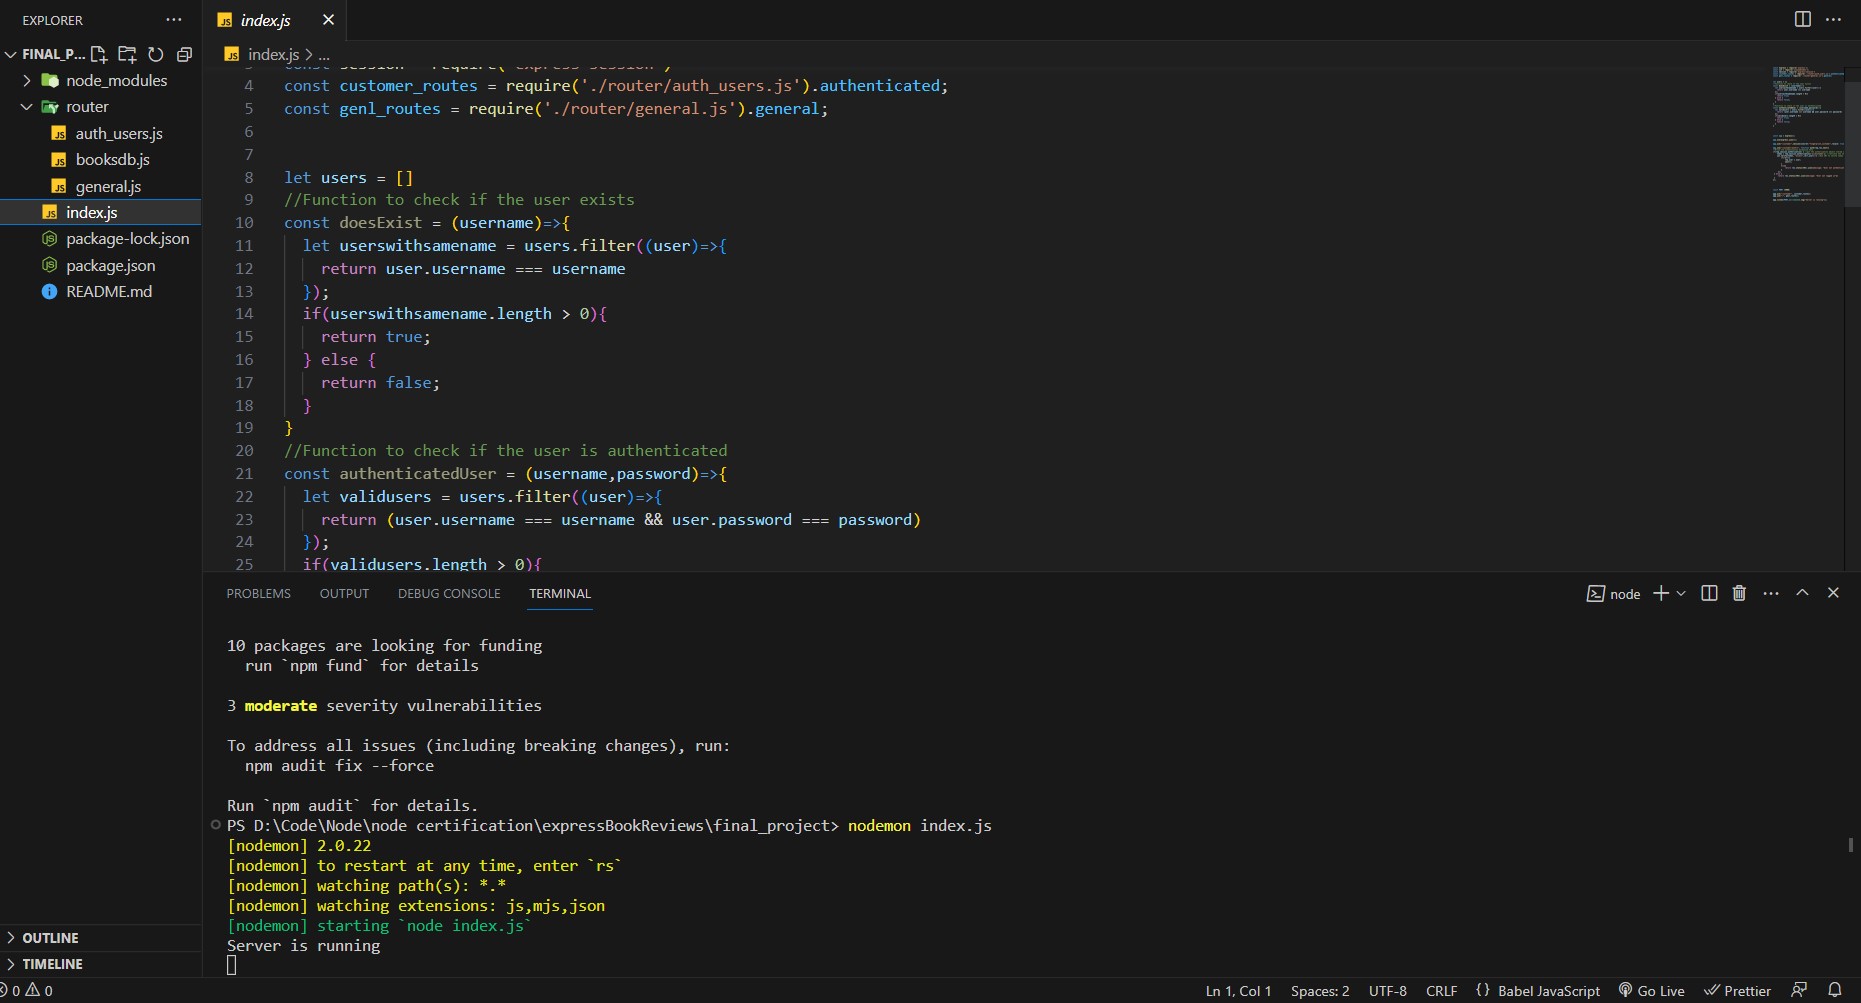 EXPLORER
FINAL_P...
node_modules
router
auth_users.js
booksdb.js
general.js
index.js
package-lock.json
package.json
README.md
OUTLINE
TIMELINE
index.js
index.js > ...
4 const customer_routes = require('./router/auth_users.js').authenticated;
5 const genl_routes = require('./router/general.js').general;
6
7
8 let users = []
9 //Function to check if the user exists
10 const doesExist = (username)=>{
11 let userswithsamename = users.filter((user)=>{
12 return user.username === username
13 });
14 if(userswithsamename.length > 0){
15 return true;
16 } else {
17 return false;
18 }
19 }
20 //Function to check if the user is authenticated
21 const authenticatedUser = (username,password)=>{
22 let validusers = users.filter((user)=>{
23 return (user.username === username && user.password === password)
24 });
25 if(validusers.length > 0){
PROBLEMS OUTPUT DEBUG CONSOLE TERMINAL
node
10 packages are looking for funding
run `npm fund` for details
3 moderate severity vulnerabilities
To address all issues (including breaking changes), run:
npm audit fix --force
Run `npm audit` for details.
PS D:\Code\Node\node certification\expressBookReviews\final_project> nodemon index.js
[nodemon] 2.0.22
[nodemon] to restart at any time, enter `rs`
[nodemon] watching path(s): *.*
[nodemon] watching extensions: js,mjs,json
[nodemon] starting `node index.js`
Server is running
0 0 Ln 1, Col 1 Spaces: 2 UTF-8 CRLF {} Babel JavaScript Go Live Prettier